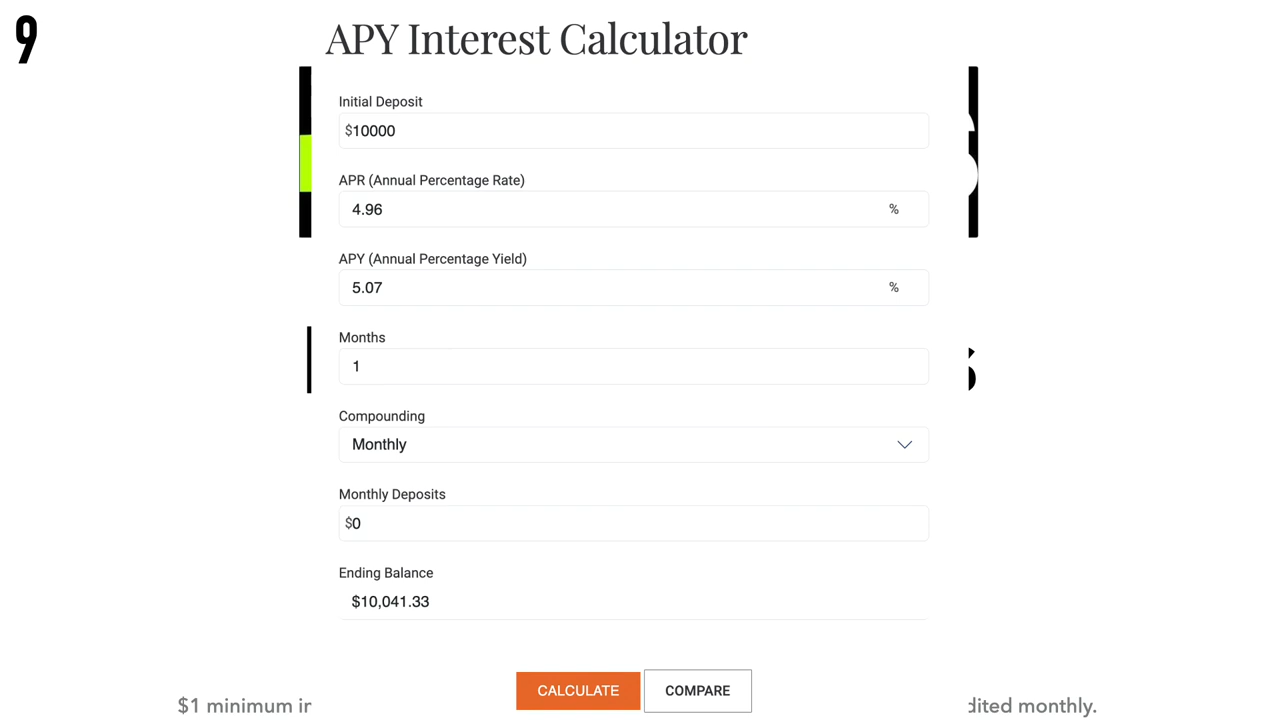 9
APY Interest Calculator
Initial Deposit
$10000
APR (Annual Percentage Rate)
4.96 %
APY (Annual Percentage Yield)
5.07 %
Months
1
Compounding
Monthly
Monthly Deposits
$0
Ending Balance
$10,041.33
CALCULATE COMPARE
$1 minimum monthly.